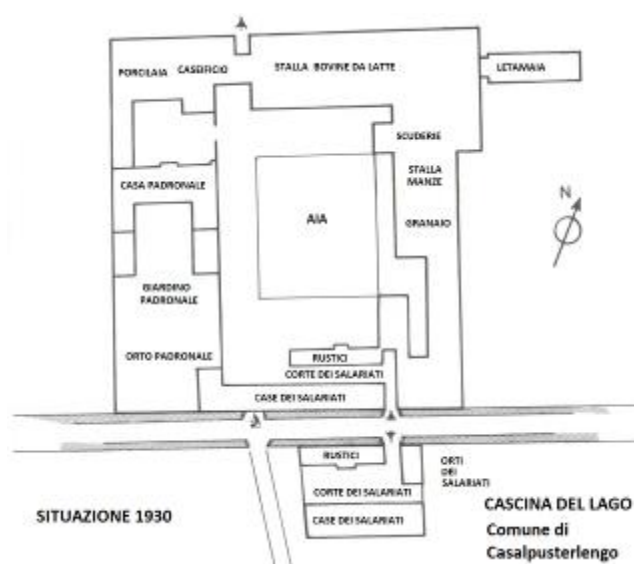 PORCILAIA CASEIFICIO STALLA BOVINE DA LATTE LETAMAIA
SCUDERIE
STALLA
MANZE
CASA PADRONALE
N
AIA
GRANAIO
GIARDINO
PADRONALE
ORTO PADRONALE
RUSTICI
CORTE DEI SALARIATI
CASE DEI SALARIATI
RUSTICI
ORTI
DEI
SALARIATI
CORTE DEI SALARIATI
CASE DEI SALARIATI
SITUAZIONE 1930
CASCINA DEL LAGO
Comune di
Casalpusterlengo